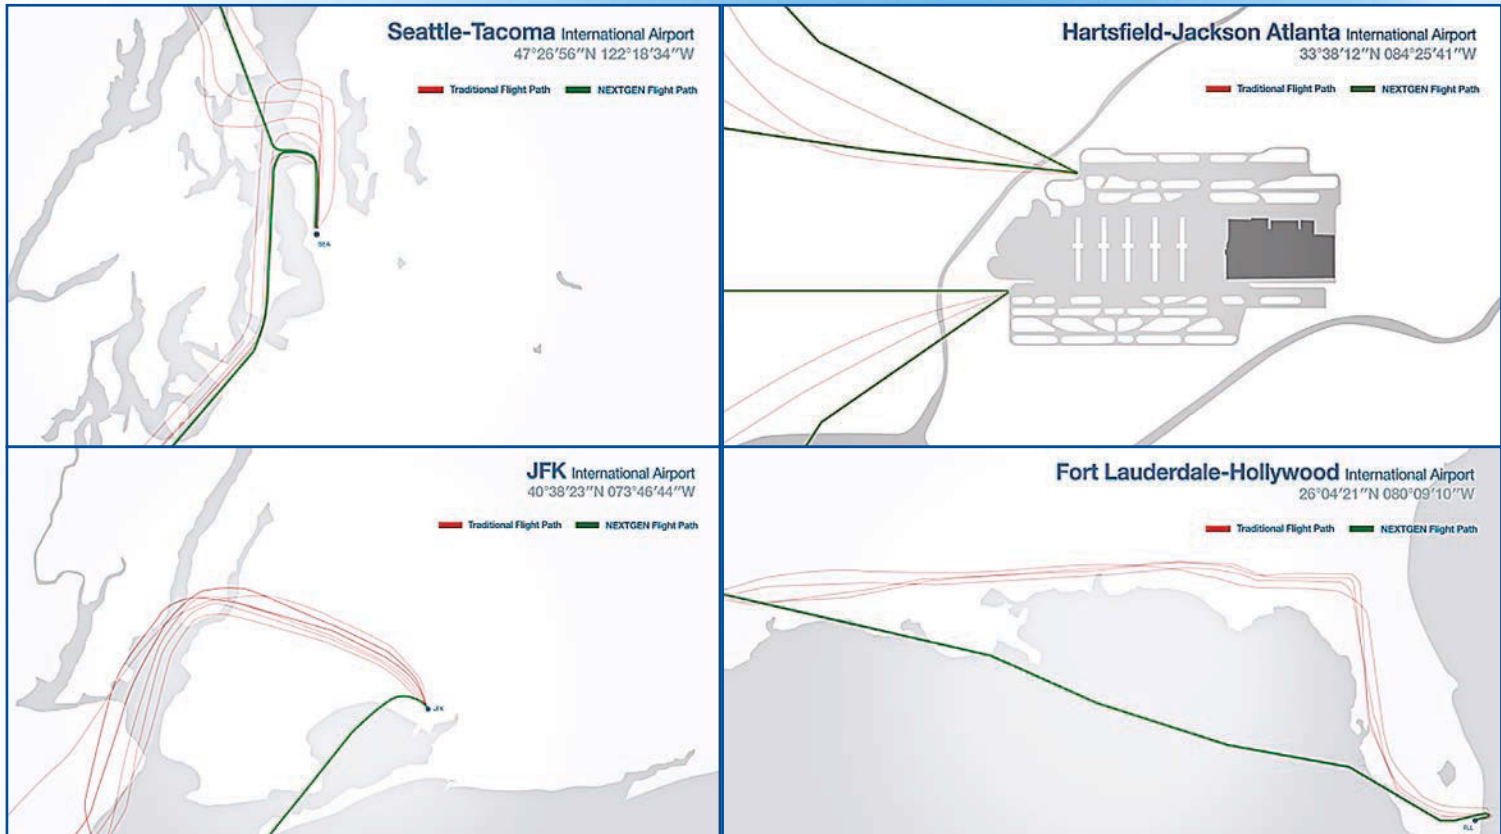 Seattle-Tacoma International Airport
47°26′56″N 122°18′34″W
Traditional Flight Path NEXTGEN Flight Path
SEA
Hartsfield-Jackson Atlanta International Airport
33°38′12″N 084°25′41″W
Traditional Flight Path NEXTGEN Flight Path
JFK International Airport
40°38′23″N 073°46′44″W
Traditional Flight Path NEXTGEN Flight Path
JFK
Fort Lauderdale-Hollywood International Airport
26°04′21″N 080°09′10″W
Traditional Flight Path NEXTGEN Flight Path
FLL